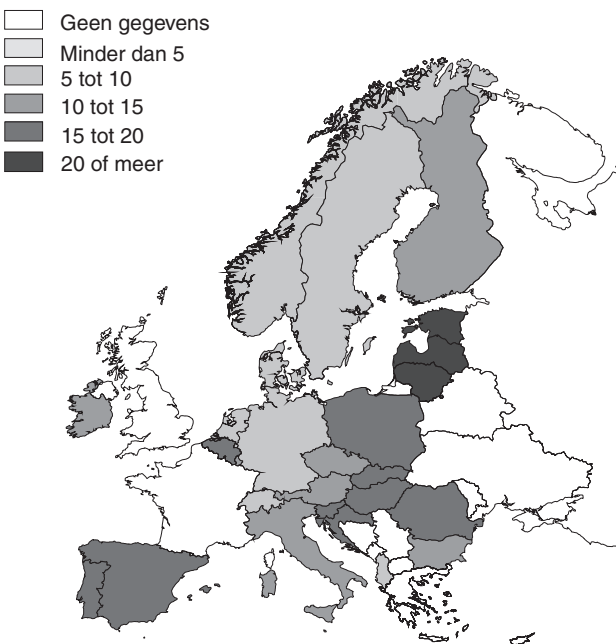 Geen gegevens
Minder dan 5
5 tot 10
10 tot 15
15 tot 20
20 of meer